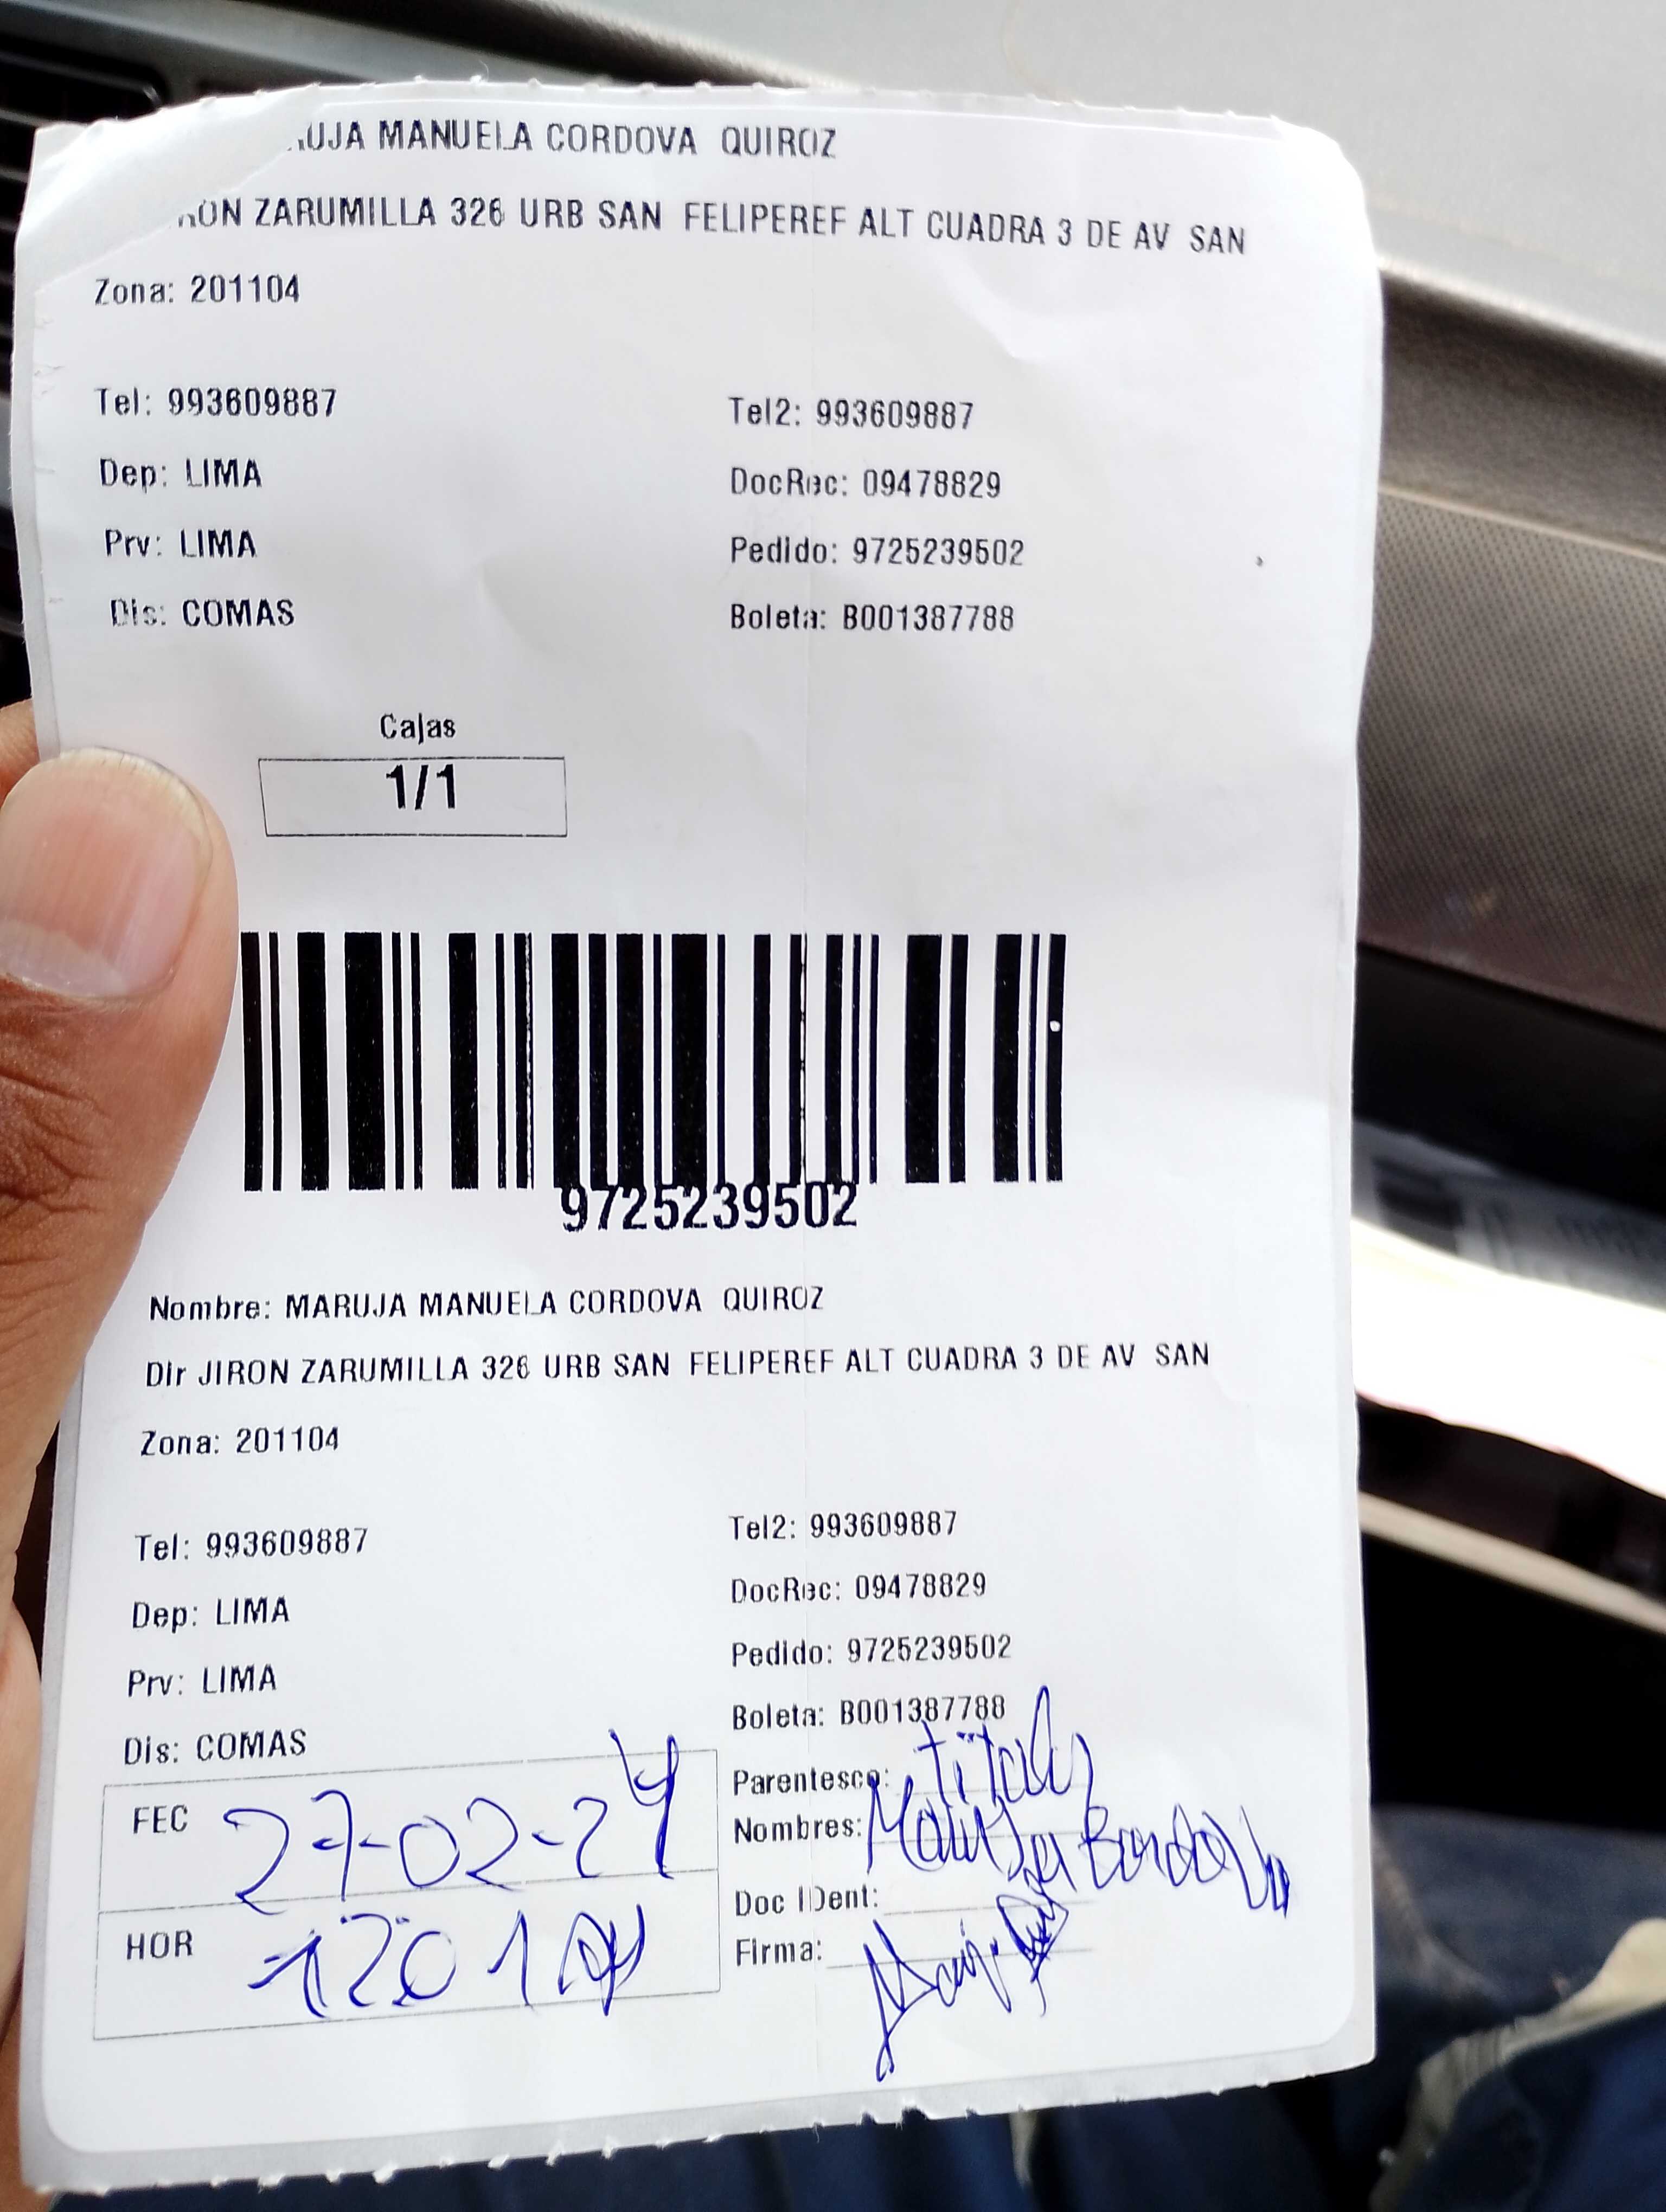 MANUELA CORDOVA QUIROZ
ZARUMILLA 326 URB SAN FELIPEREF ALT CUADRA 3 DE AV SAN
Zona: 201104
Tel: 993609887 Tel2: 993609887
Dep: LIMA DocRec: 09478829
Prv: LIMA Pedido: 9725239502
Dis: COMAS Boleta: B001387788
Cajas
1/1
9725239502
Nombre: MARUJA MANUELA CORDOVA QUIROZ
Dir JIRON ZARUMILLA 326 URB SAN FELIPEREF ALT CUADRA 3 DE AV SAN
Zona: 201104
Tel: 993609887 Tel2: 993609887
Dep: LIMA DocRec: 09478829
Prv: LIMA Pedido: 9725239502
Dis: COMAS Boleta: B001387788
FEC 27-02-24 Parentesco:
Nombres:
Doc IDent:
HOR Firma: